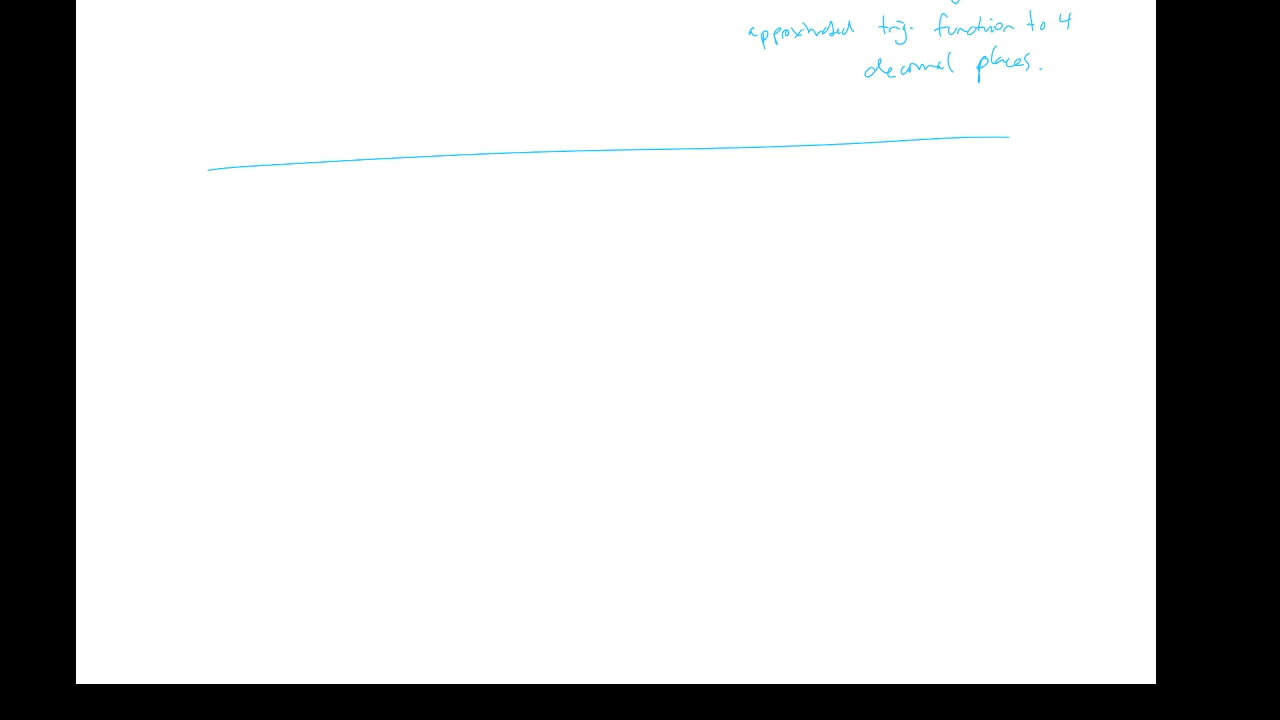 approximated trig. function to 4
decimal places.